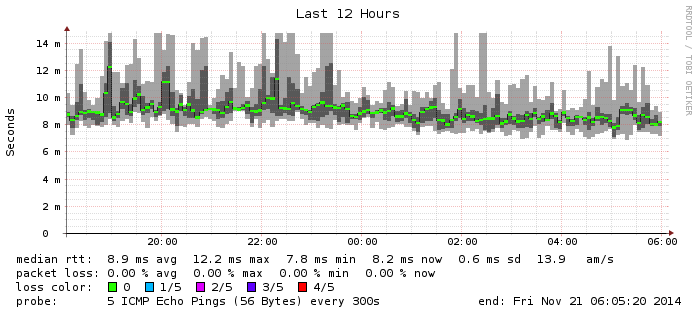 Last 12 Hours
RRDTOOL / TOBI OETIKER
Seconds
14 m
12 m
10 m
8 m
6 m
4 m
2 m
0
20:00 22:00 00:00 02:00 04:00 06:00
median rtt: 8.9 ms avg 12.2 ms max 7.8 ms min 8.2 ms now 0.6 ms sd 13.9 am/s
packet loss: 0.00 % avg 0.00 % max 0.00 % min 0.00 % now
loss color: 0 1/5 2/5 3/5 4/5
probe: 5 ICMP Echo Pings (56 Bytes) every 300s end: Fri Nov 21 06:05:20 2014